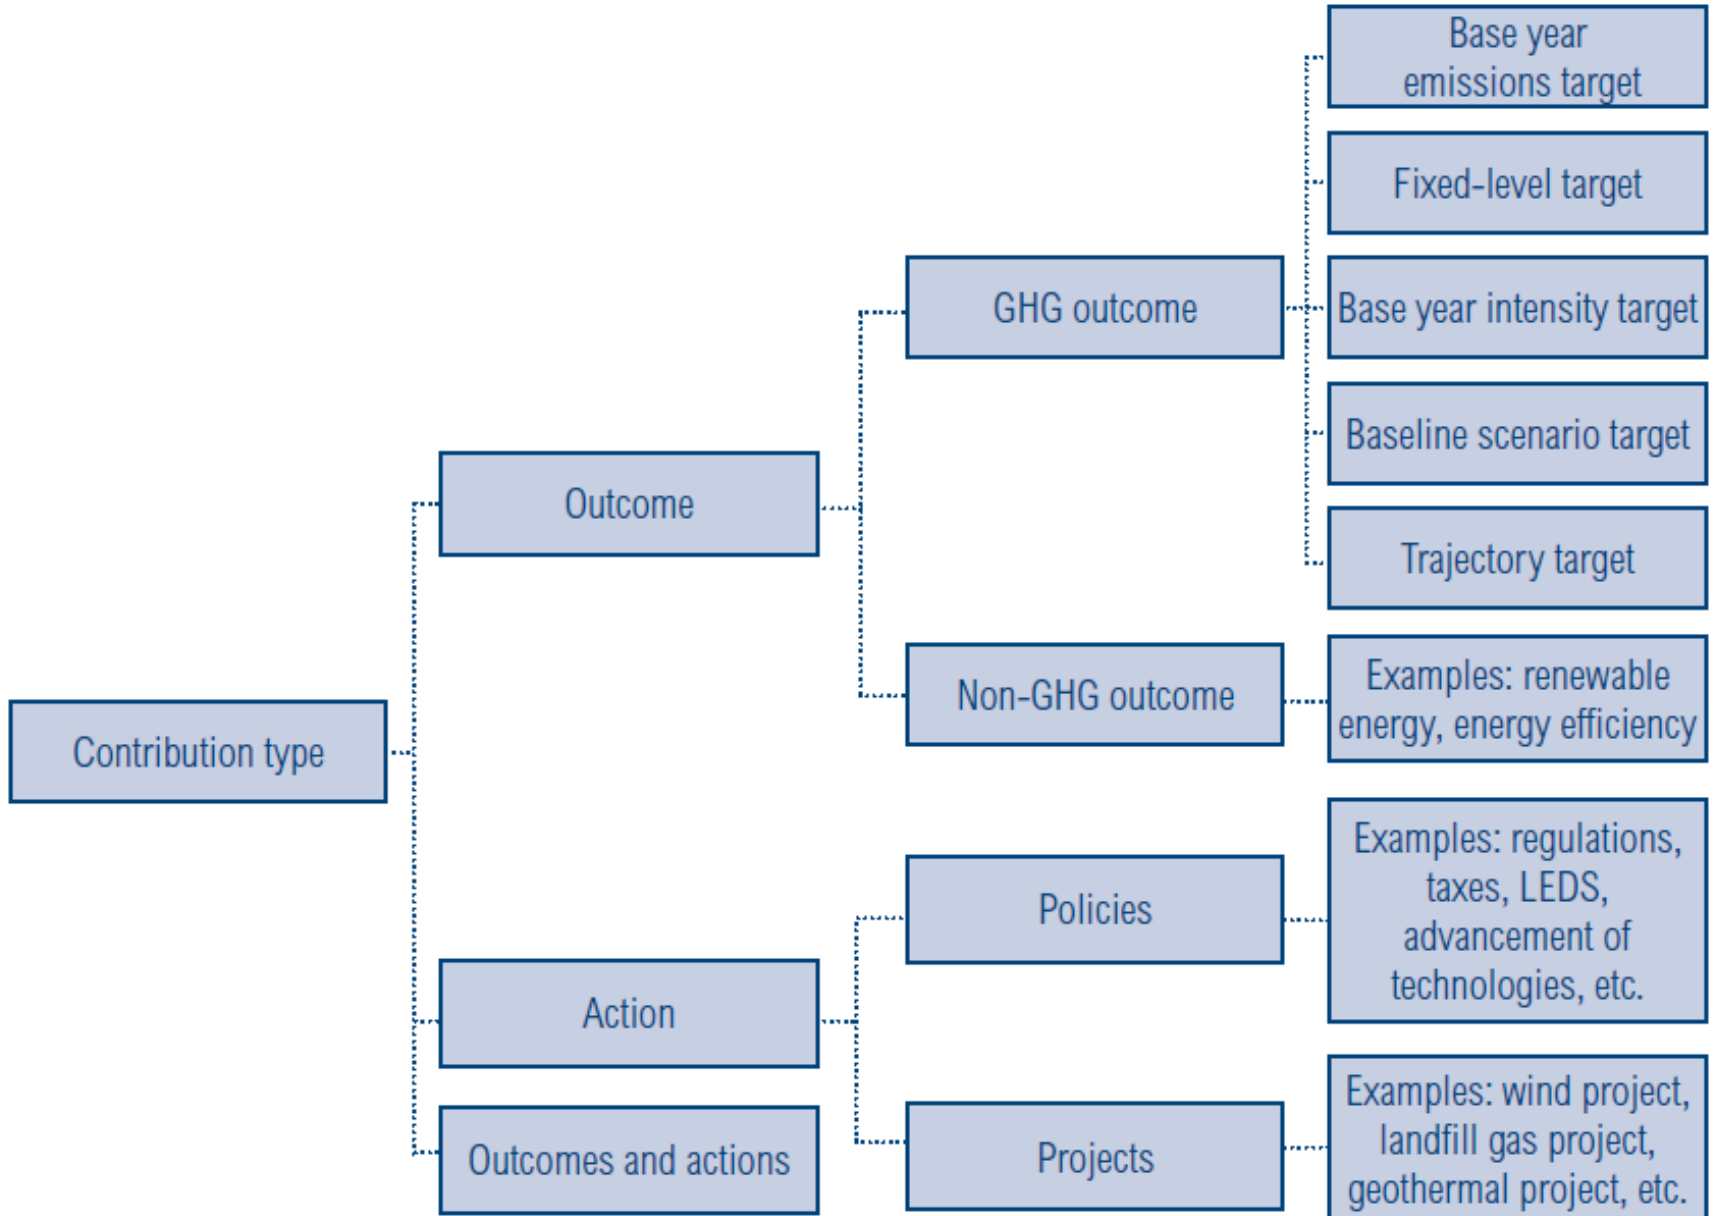 Base year
emissions target
Fixed-level target
GHG outcome
Base year intensity target
Baseline scenario target
Outcome
Trajectory target
Non-GHG outcome
Examples: renewable
energy, energy efficiency
Contribution type
Policies
Examples: regulations,
taxes, LEDS,
advancement of
technologies, etc.
Action
Outcomes and actions
Projects
Examples: wind project,
landfill gas project,
geothermal project, etc.